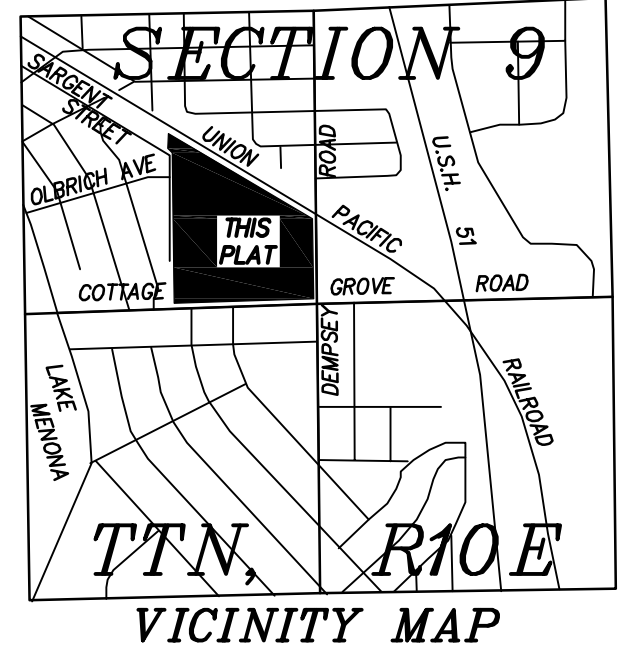 SECTION 9
SARGENT
STREET
UNION
ROAD
U.S.H. 51
OLBRICH AVE
THIS
PLAT
PACIFIC
COTTAGE
GROVE
ROAD
DEMPSEY
LAKE
MENONA
RAILROAD
TTN, R10E
VICINITY MAP